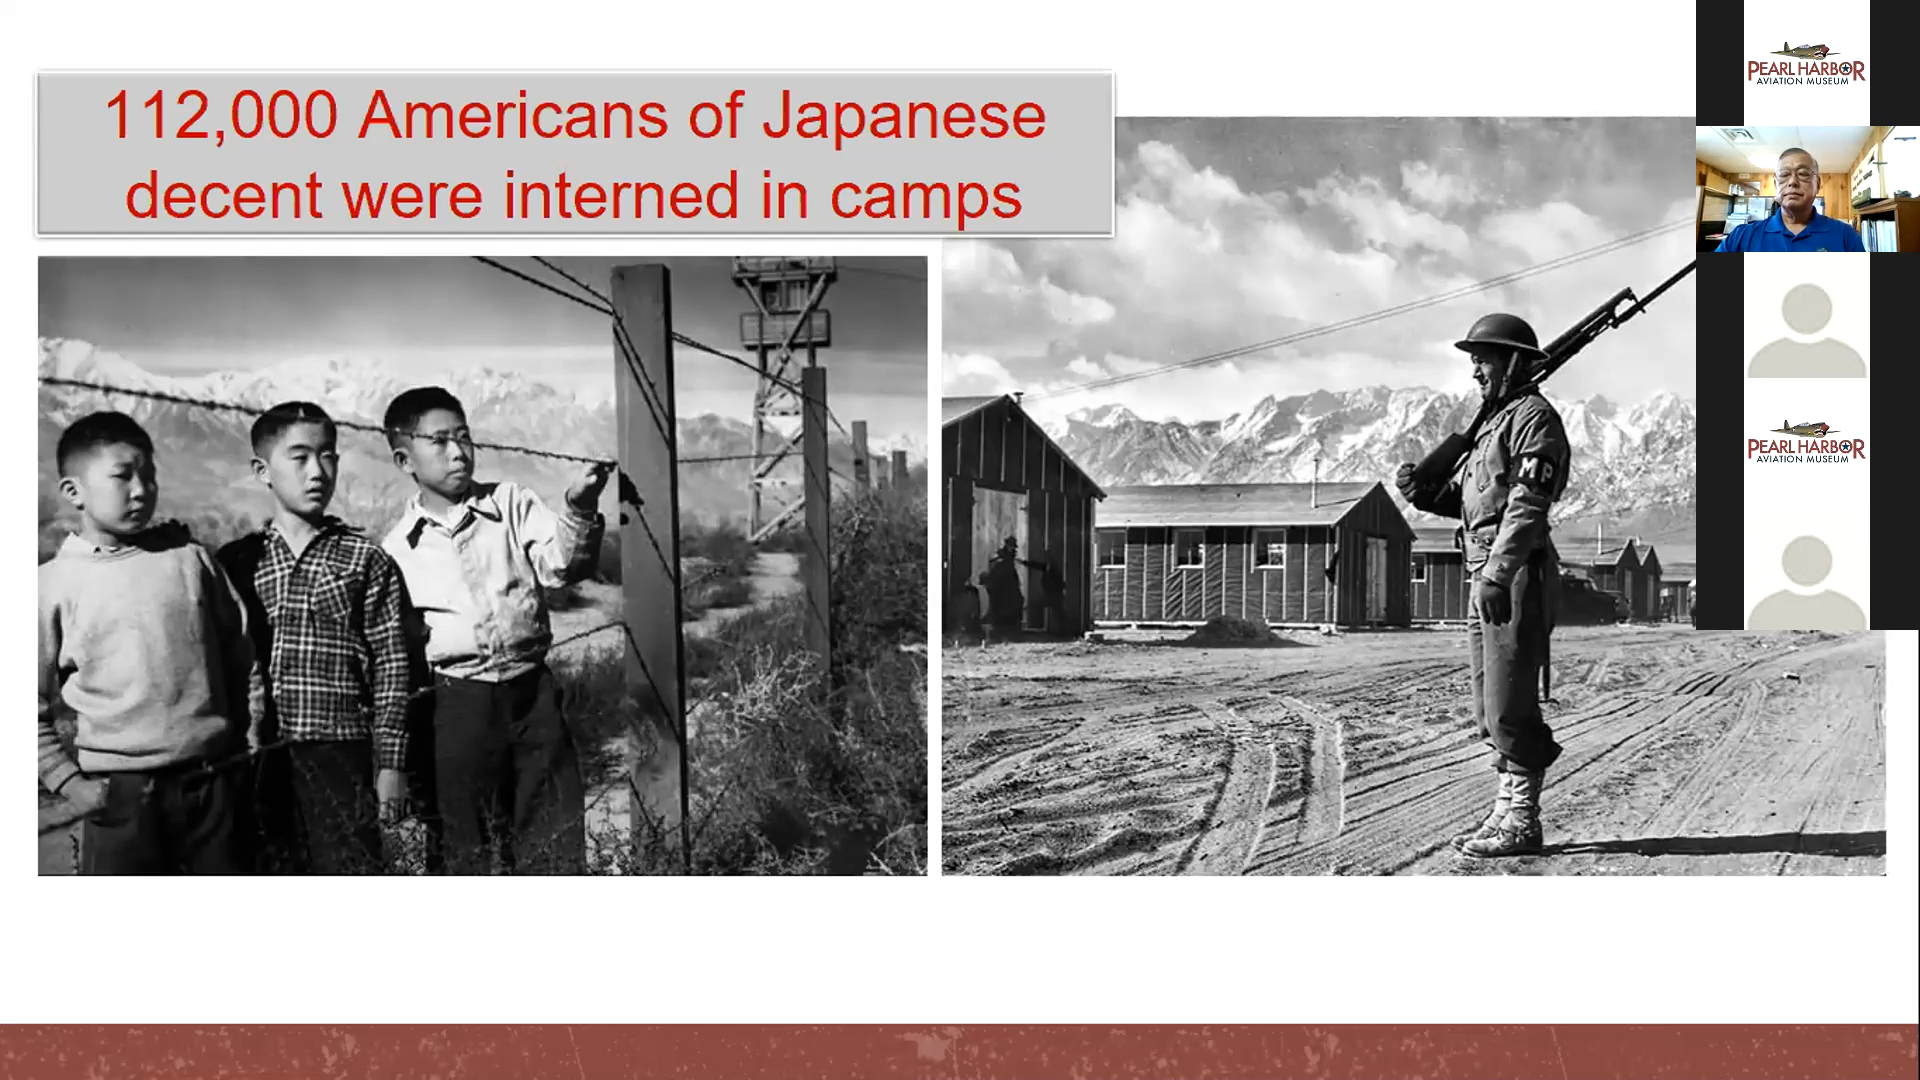 112,000 Americans of Japanese
decent were interned in camps
MP
PEARL HARBOR
AVIATION MUSEUM
PEARL HARBOR
AVIATION MUSEUM